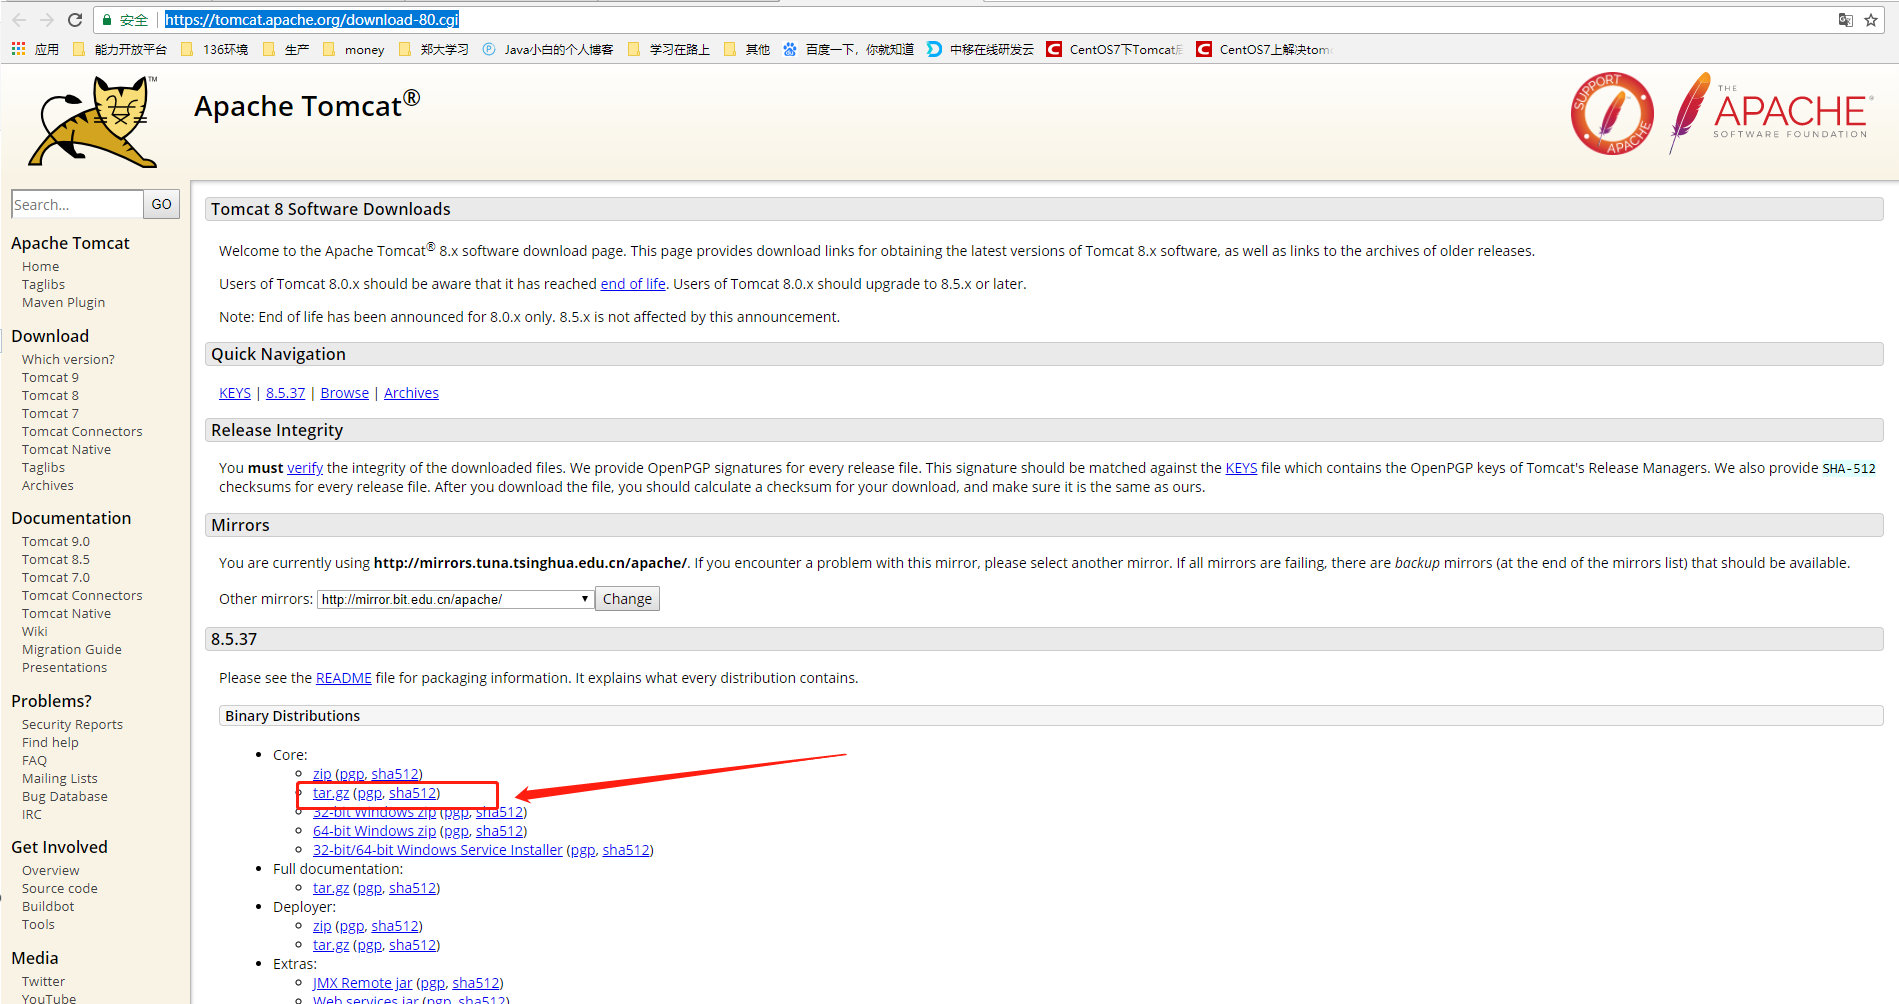 安全 https://tomcat.apache.org/download-80.cgi
应用 能力开放平台 136环境 生产 money 郑大学习 Java小白的个人博客 学习在路上 其他 百度一下，你就知道 中移在线研发云 CentOS7下Tomcat CentOS7上解决tom
TM
Apache Tomcat®
SUPPORT APACHE
THE
APACHE®
SOFTWARE FOUNDATION
Search... GO
Apache Tomcat
Home
Taglibs
Maven Plugin
Download
Which version?
Tomcat 9
Tomcat 8
Tomcat 7
Tomcat Connectors
Tomcat Native
Taglibs
Archives
Documentation
Tomcat 9.0
Tomcat 8.5
Tomcat 7.0
Tomcat Connectors
Tomcat Native
Wiki
Migration Guide
Presentations
Problems?
Security Reports
Find help
FAQ
Mailing Lists
Bug Database
IRC
Get Involved
Overview
Source code
Buildbot
Tools
Media
Twitter
YouTube
Tomcat 8 Software Downloads
Welcome to the Apache Tomcat® 8.x software download page. This page provides download links for obtaining the latest versions of Tomcat 8.x software, as well as links to the archives of older releases.
Users of Tomcat 8.0.x should be aware that it has reached end of life. Users of Tomcat 8.0.x should upgrade to 8.5.x or later.
Note: End of life has been announced for 8.0.x only. 8.5.x is not affected by this announcement.
Quick Navigation
KEYS | 8.5.37 | Browse | Archives
Release Integrity
You must verify the integrity of the downloaded files. We provide OpenPGP signatures for every release file. This signature should be matched against the KEYS file which contains the OpenPGP keys of Tomcat's Release Managers. We also provide SHA-512
checksums for every release file. After you download the file, you should calculate a checksum for your download, and make sure it is the same as ours.
Mirrors
You are currently using http://mirrors.tuna.tsinghua.edu.cn/apache/. If you encounter a problem with this mirror, please select another mirror. If all mirrors are failing, there are backup mirrors (at the end of the mirrors list) that should be available.
Other mirrors: http://mirror.bit.edu.cn/apache/ Change
8.5.37
Please see the README file for packaging information. It explains what every distribution contains.
Binary Distributions
Core:
zip (pgp, sha512)
tar.gz (pgp, sha512)
32-bit Windows zip (pgp, sha512)
64-bit Windows zip (pgp, sha512)
32-bit/64-bit Windows Service Installer (pgp, sha512)
Full documentation:
tar.gz (pgp, sha512)
Deployer:
zip (pgp, sha512)
tar.gz (pgp, sha512)
Extras:
JMX Remote jar (pgp, sha512)
Web services jar (pgp, sha512)